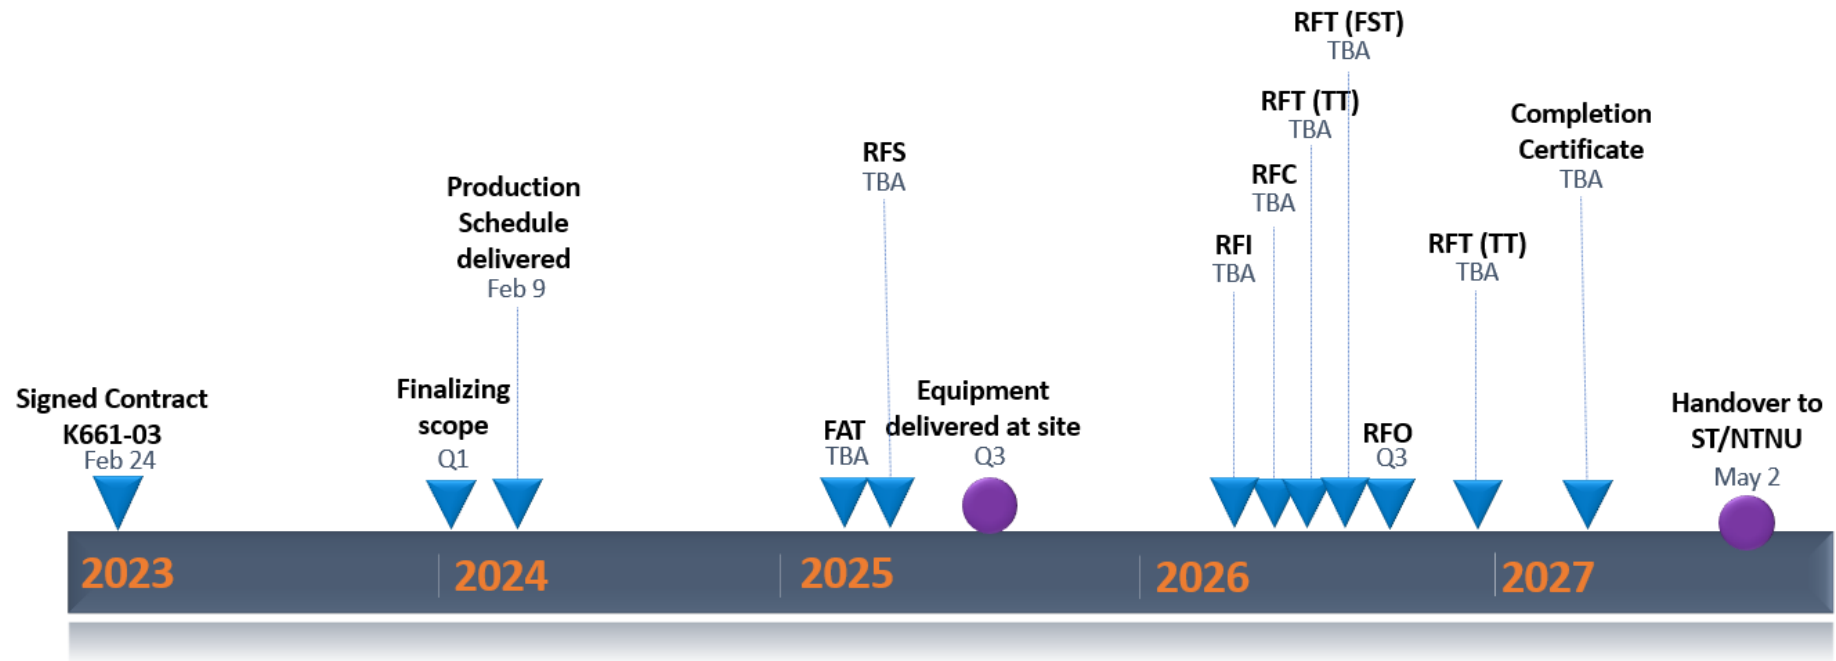 Signed Contract
K661-03
Feb 24
Finalizing
scope
Q1
Production
Schedule
delivered
Feb 9
FAT
TBA
RFS
TBA
Equipment
delivered at site
Q3
RFI
TBA
RFC
TBA
RFT (TT)
TBA
RFT (FST)
TBA
RFO
Q3
RFT (TT)
TBA
Completion
Certificate
TBA
Handover to
ST/NTNU
May 2
2023
2024
2025
2026
2027